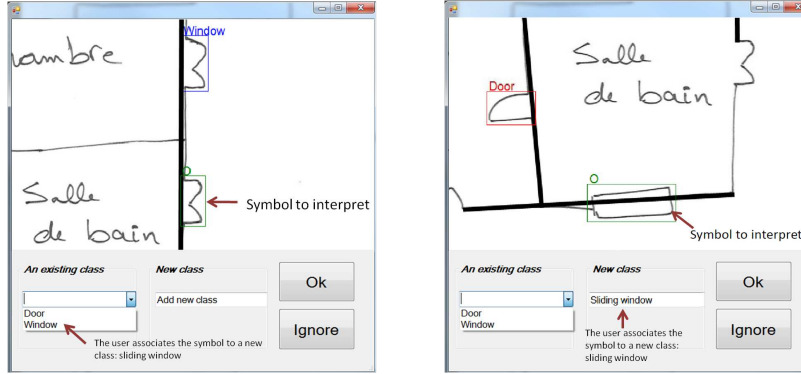 Window
ambre
O
Salle
de bain
Symbol to interpret
An existing class
New class
Ok
Add new class
Door
Window
Ignore
The user associates the symbol to a new
class: sliding window
Salle
de bain
Door
O
Symbol to interpret
An existing class
New class
Ok
Sliding window
Door
Window
Ignore
The user associates the
symbol to a new class:
sliding window